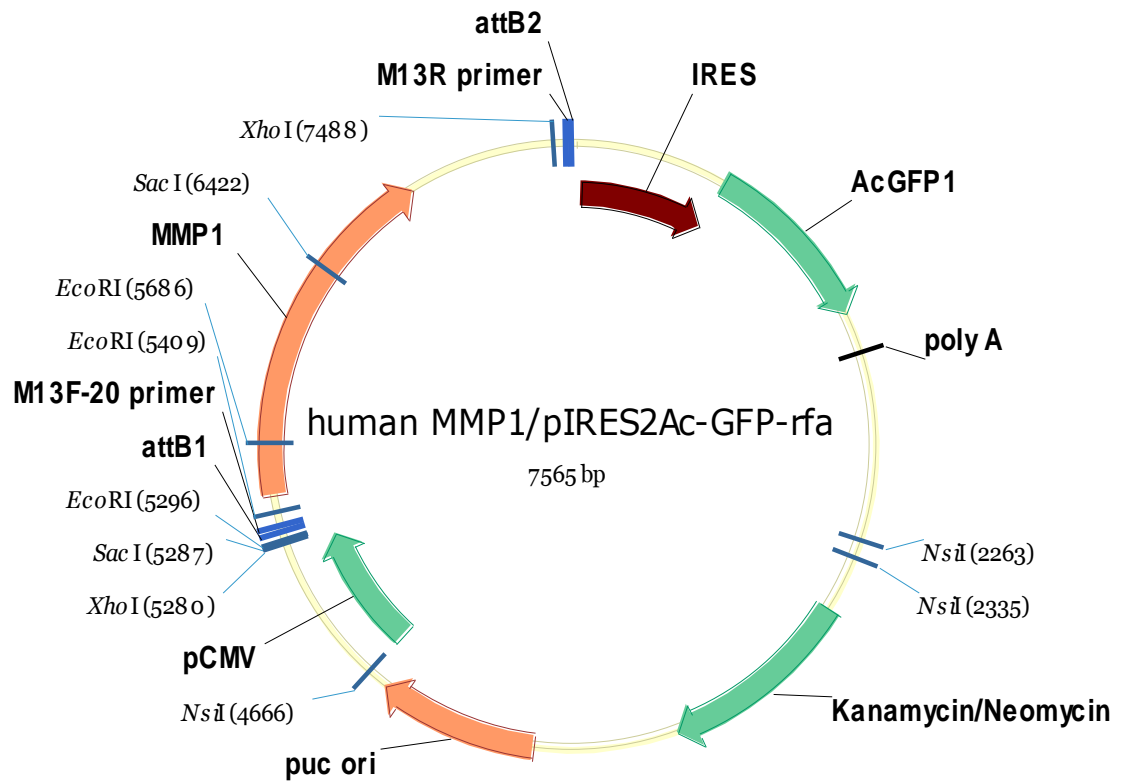 attB2
M13R primer
IRES
XhoI (7488)
SacI (6422)
AcGFP1
MMP1
EcoRI (5686)
EcoRI (5409)
poly A
M13F-20 primer
human MMP1/pIRES2Ac-GFP-rfa
attB1
7565 bp
EcoRI (5296)
SacI (5287)
NsiI (2263)
XhoI (5280)
NsiI (2335)
pCMV
NsiI (4666)
Kanamycin/Neomycin
puc ori